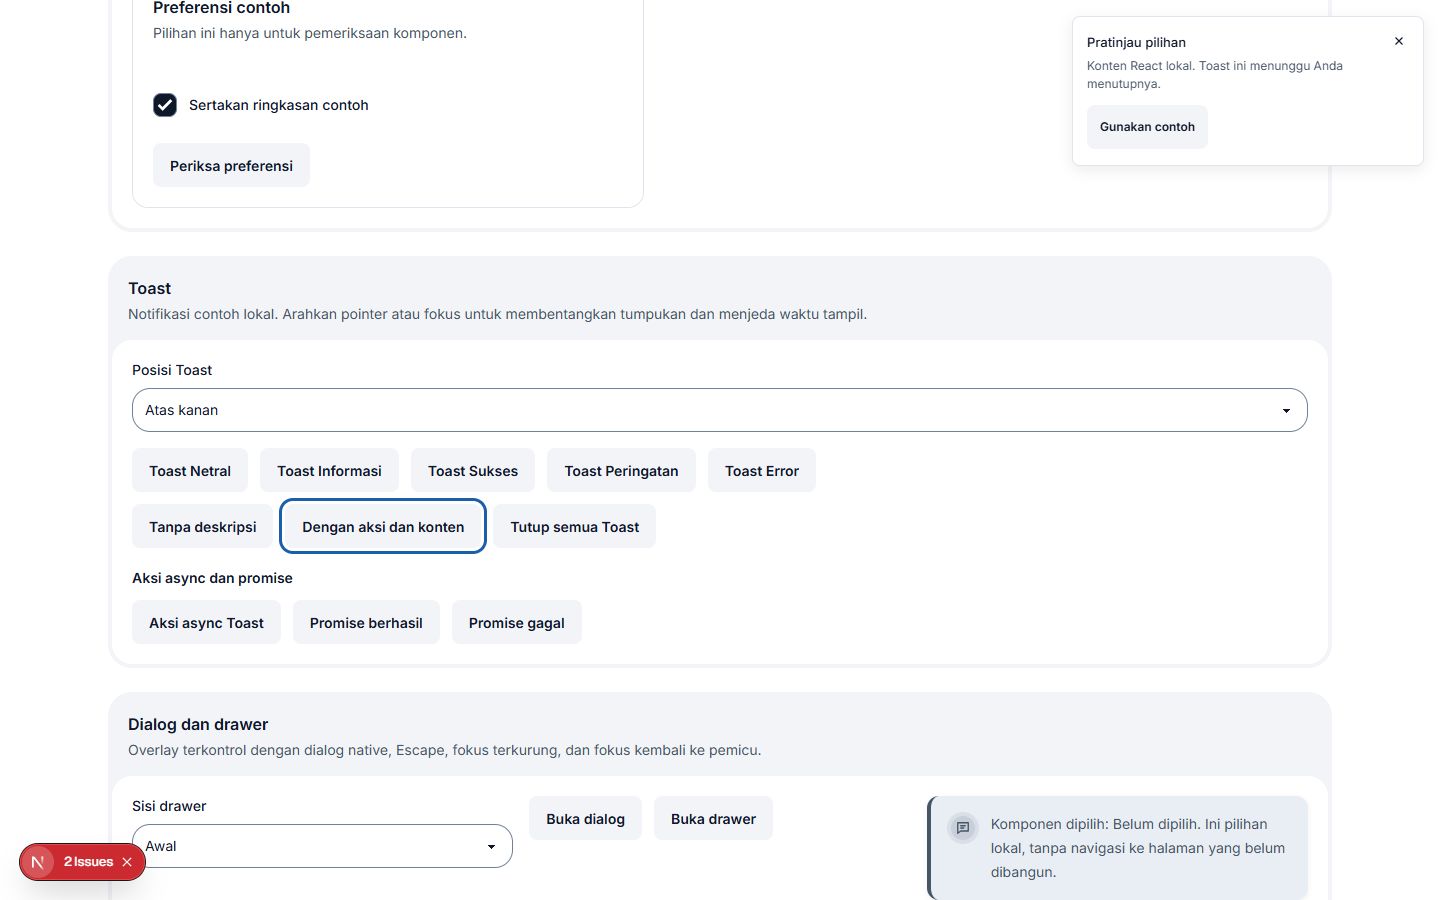 Preferensi contoh
Pilihan ini hanya untuk pemeriksaan komponen.
Sertakan ringkasan contoh
Periksa preferensi
Pratinjau pilihan
Konten React lokal. Toast ini menunggu Anda
menutupnya.
Gunakan contoh
Toast
Notifikasi contoh lokal. Arahkan pointer atau fokus untuk membentangkan tumpukan dan menjeda waktu tampil.
Posisi Toast
Atas kanan
Toast Netral
Toast Informasi
Toast Sukses
Toast Peringatan
Toast Error
Tanpa deskripsi
Dengan aksi dan konten
Tutup semua Toast
Aksi async dan promise
Aksi async Toast
Promise berhasil
Promise gagal
Dialog dan drawer
Overlay terkontrol dengan dialog native, Escape, fokus terkurung, dan fokus kembali ke pemicu.
Sisi drawer
Awal
Buka dialog
Buka drawer
Komponen dipilih: Belum dipilih. Ini pilihan
lokal, tanpa navigasi ke halaman yang belum
dibangun.
N
2 Issues